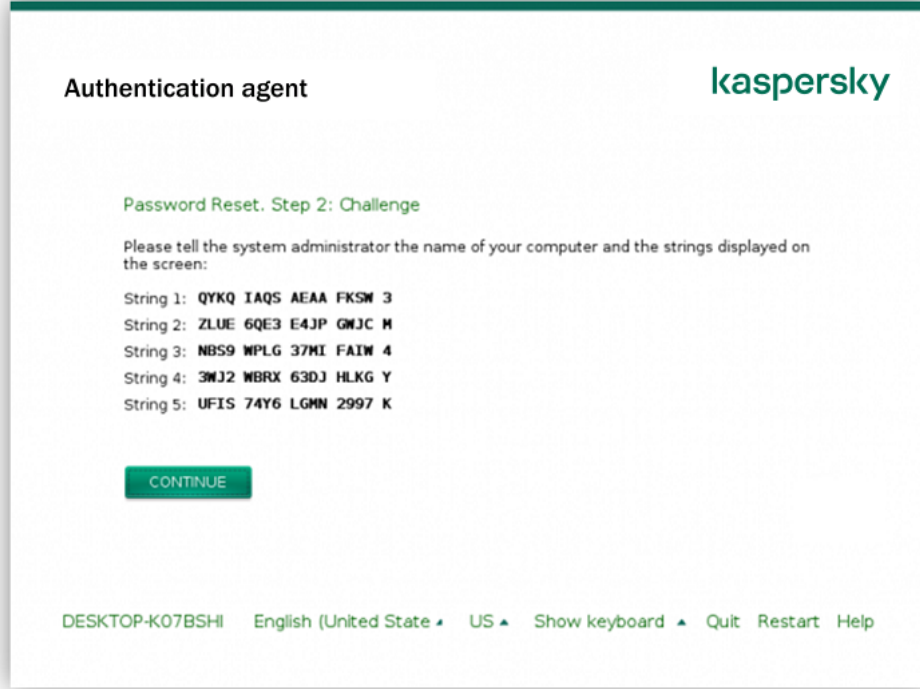 Authentication agent
kaspersky
Password Reset. Step 2: Challenge
Please tell the system administrator the name of your computer and the strings displayed on
the screen:
String 1: QYKQ IAQS AEAA FKSW 3
String 2: ZLUE 6QE3 E4JP GWJC M
String 3: NBS9 WPLG 37MI FAIW 4
String 4: 3WJ2 WBRX 63DJ HLKG Y
String 5: UFIS 74Y6 LGMN 2997 K
CONTINUE
DESKTOP-K07BSHI English (United State US Show keyboard Quit Restart Help